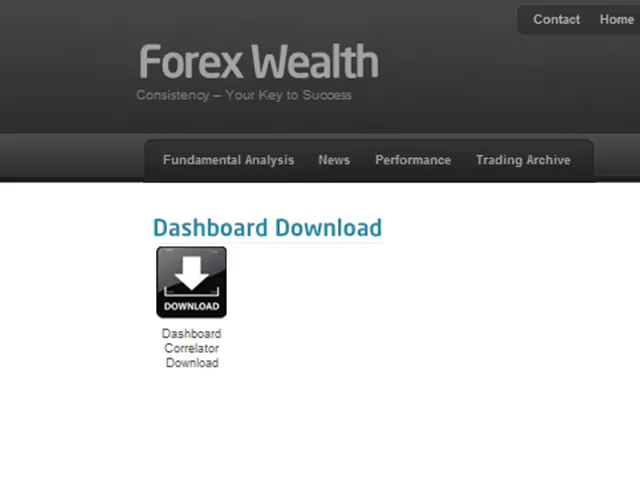 Contact Home
Forex Wealth
Consistency – Your Key to Success
Fundamental Analysis News Performance Trading Archive
Dashboard Download
DOWNLOAD
Dashboard
Correlator
Download